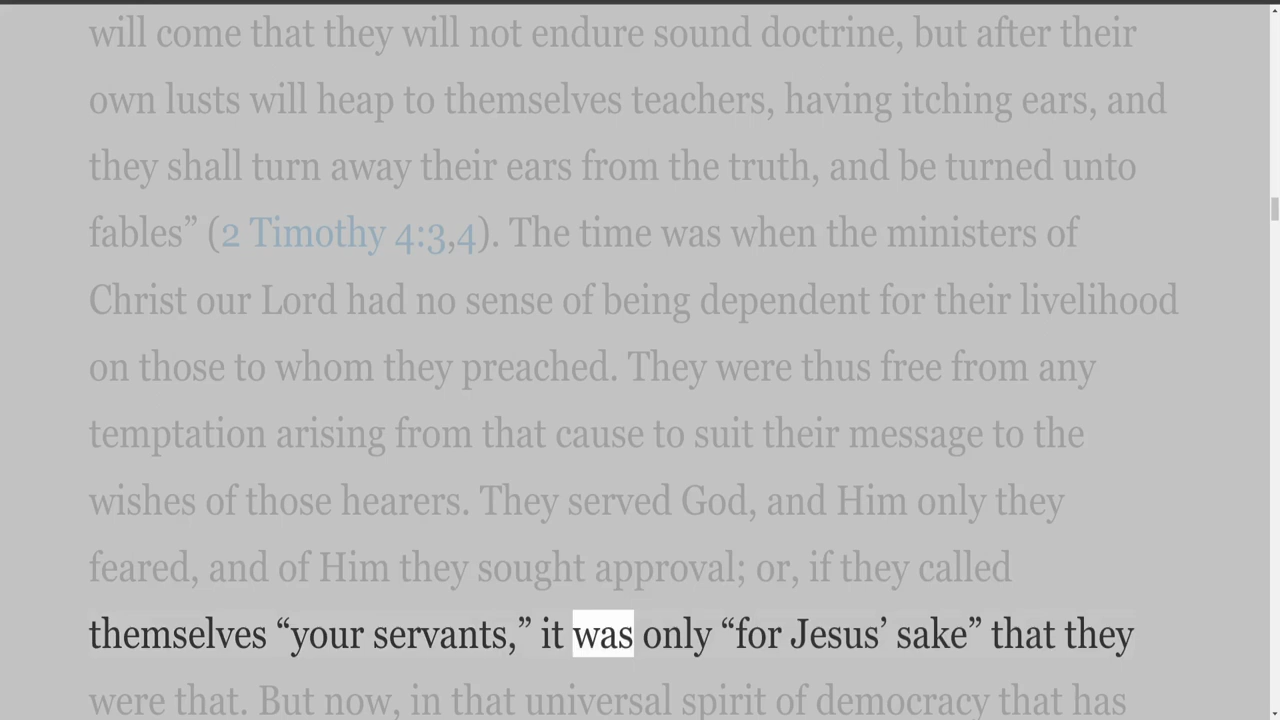 will come that they will not endure sound doctrine, but after their
own lusts will heap to themselves teachers, having itching ears, and
they shall turn away their ears from the truth, and be turned unto
fables” (2 Timothy 4:3,4). The time was when the ministers of
Christ our Lord had no sense of being dependent for their livelihood
on those to whom they preached. They were thus free from any
temptation arising from that cause to suit their message to the
wishes of those hearers. They served God, and Him only they
feared, and of Him they sought approval; or, if they called
themselves “your servants,” it was only “for Jesus’ sake” that they
were that. But now, in that universal spirit of democracy that has